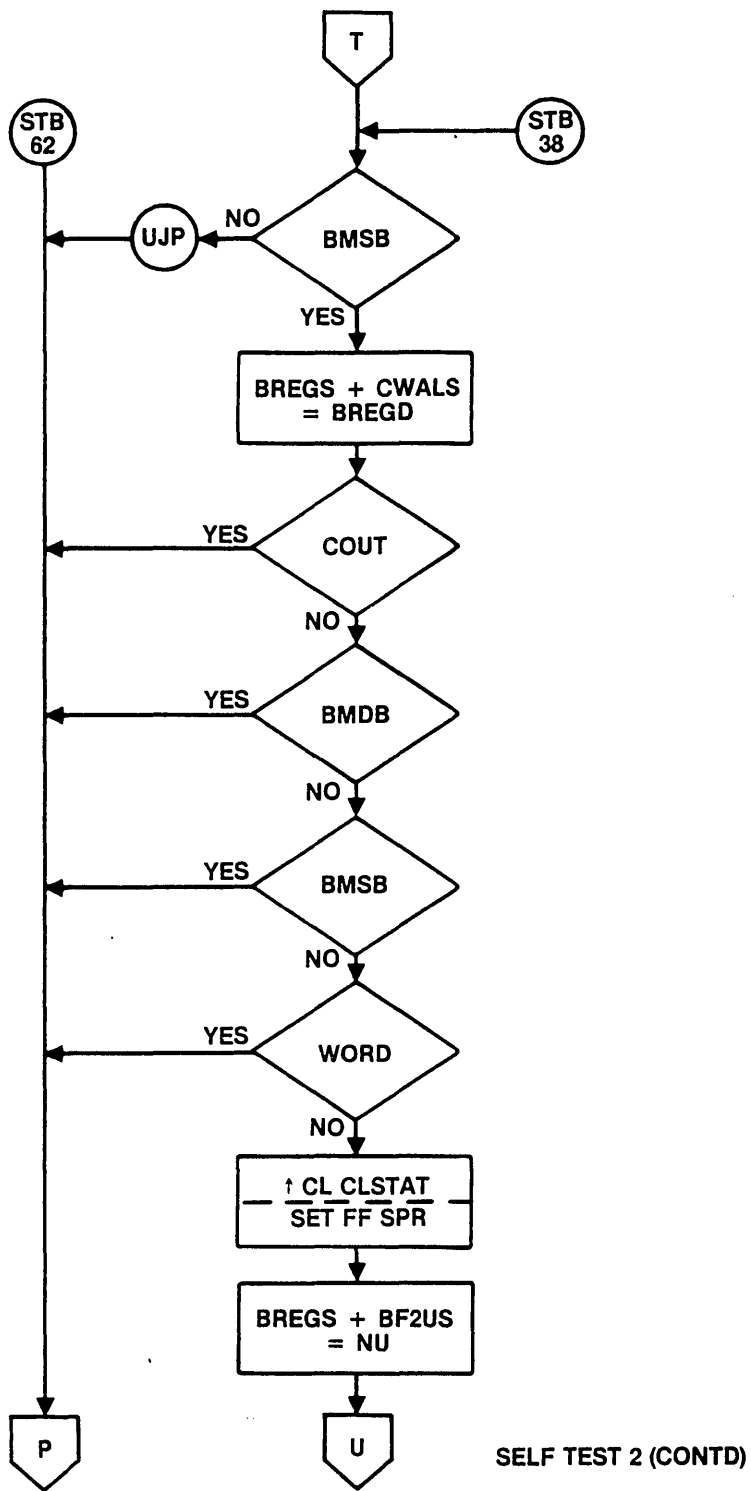 T
STB
62
STB
38
UJP
NO
BMSB
YES
BREGS + CWALS
= BREGD
YES
COUT
NO
YES
BMDB
NO
YES
BMSB
NO
YES
WORD
NO
↑ CL CLSTAT
SET FF SPR
BREGS + BF2US
= NU
P
U
SELF TEST 2 (CONTD)